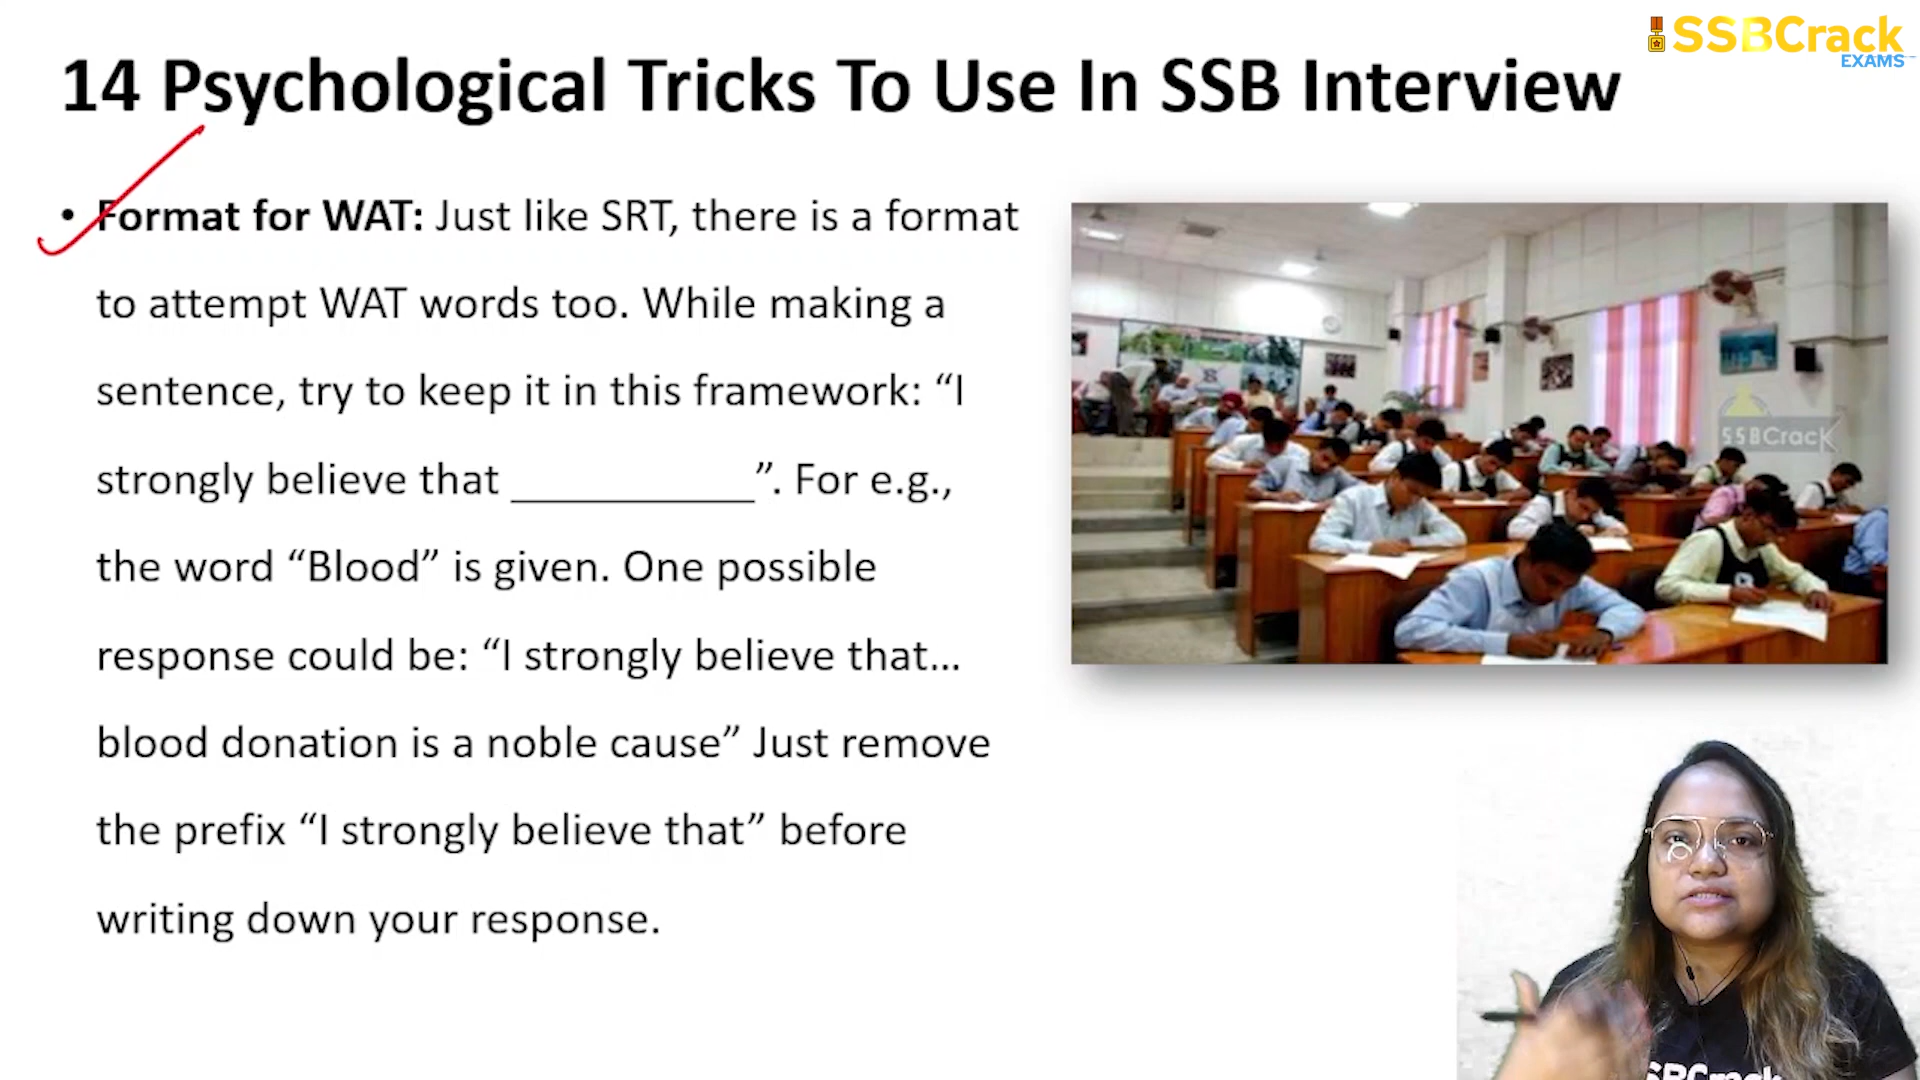 SSBCrack
EXAMS
14 Psychological Tricks To Use In SSB Interview
• Format for WAT: Just like SRT, there is a format
to attempt WAT words too. While making a
sentence, try to keep it in this framework: “I
strongly believe that ___________”. For e.g.,
the word “Blood” is given. One possible
response could be: “I strongly believe that…
blood donation is a noble cause” Just remove
the prefix “I strongly believe that” before
writing down your response.
SSBCrack